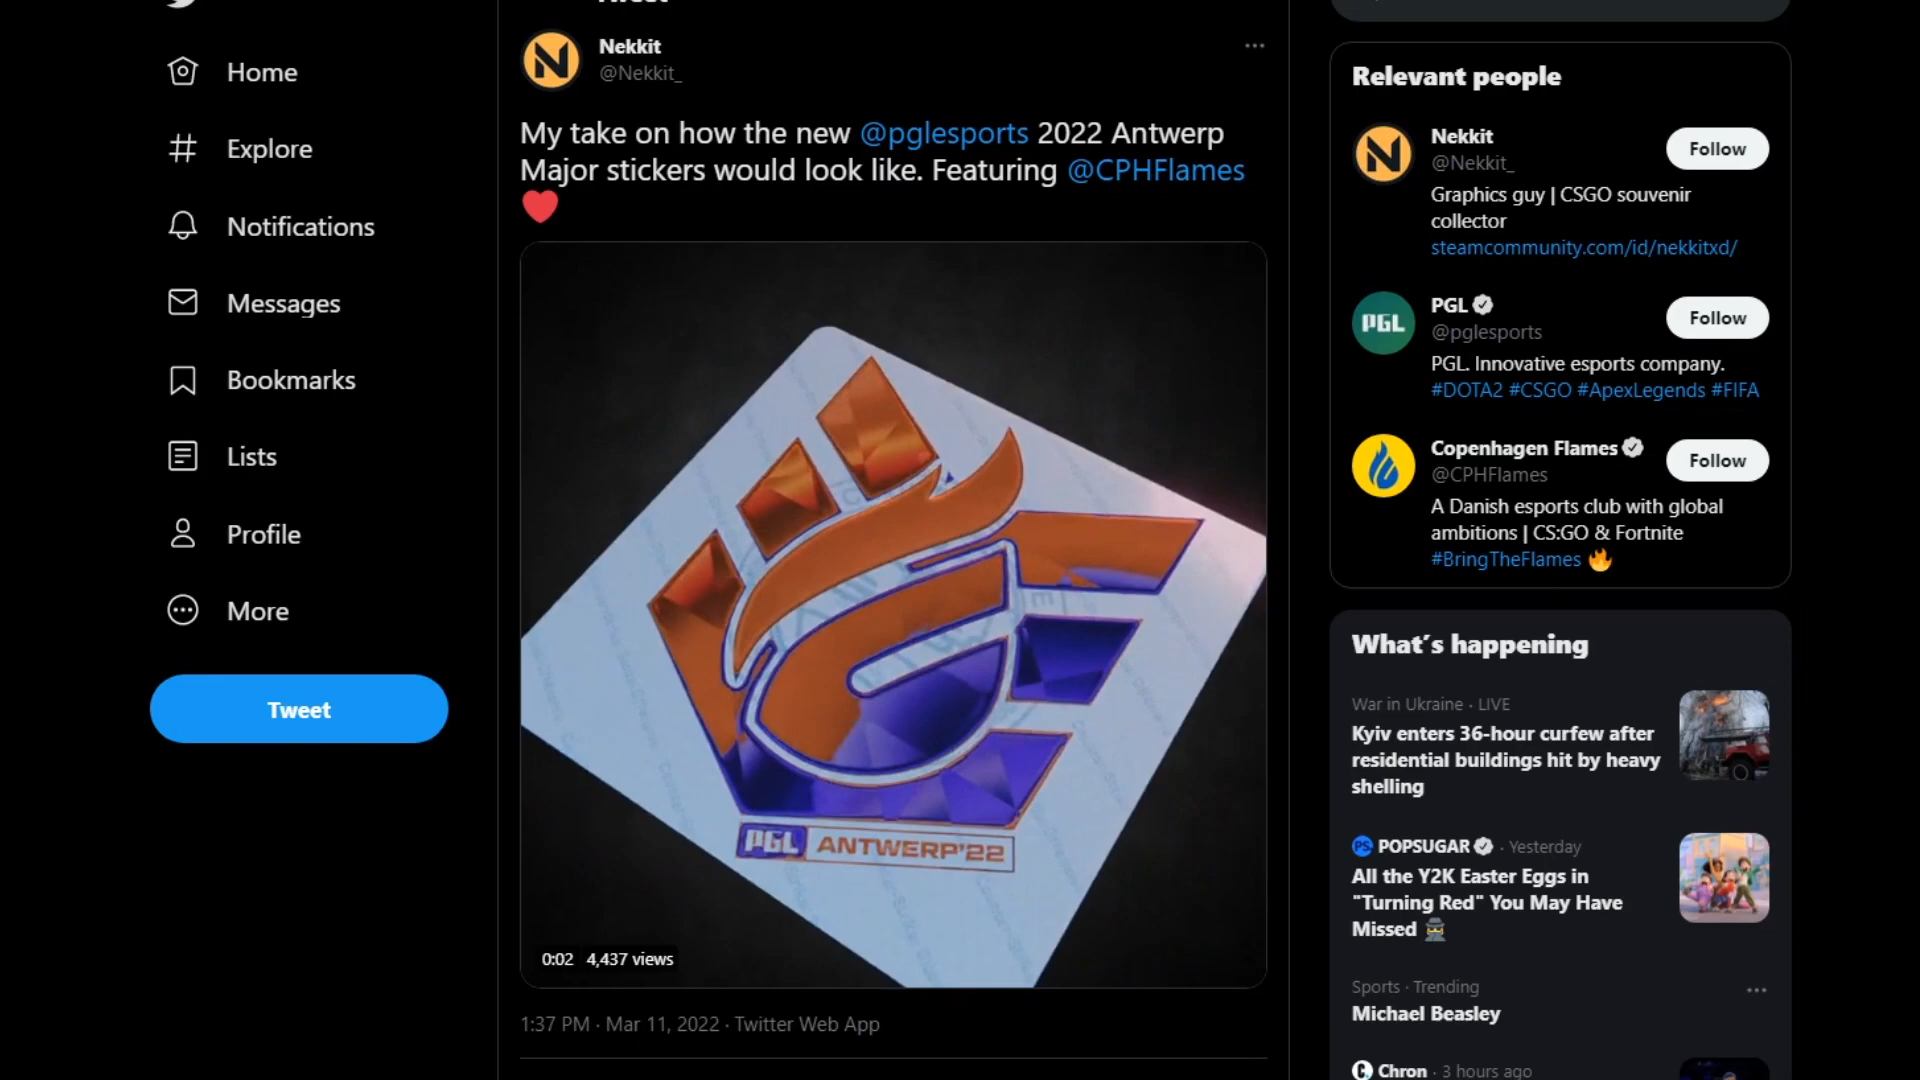 Home
Explore
Notifications
Messages
Bookmarks
Lists
Profile
More
Tweet
Nekkit
@Nekkit_
My take on how the new @pglesports 2022 Antwerp
Major stickers would look like. Featuring @CPHFlames
PGL ANTWERP'22
0:02 4,437 views
1:37 PM · Mar 11, 2022 · Twitter Web App
Relevant people
Nekkit
@Nekkit_
Follow
Graphics guy | CSGO souvenir
collector
steamcommunity.com/id/nekkitxd/
PGL
PGL
@pglesports
Follow
PGL. Innovative esports company.
#DOTA2 #CSGO #ApexLegends #FIFA
Copenhagen Flames
@CPHFlames
Follow
A Danish esports club with global
ambitions | CS:GO & Fortnite
#BringTheFlames
What's happening
War in Ukraine · LIVE
Kyiv enters 36-hour curfew after
residential buildings hit by heavy
shelling
PS POPSUGAR · Yesterday
All the Y2K Easter Eggs in
"Turning Red" You May Have
Missed
Sports · Trending
Michael Beasley
Chron · 3 hours ago